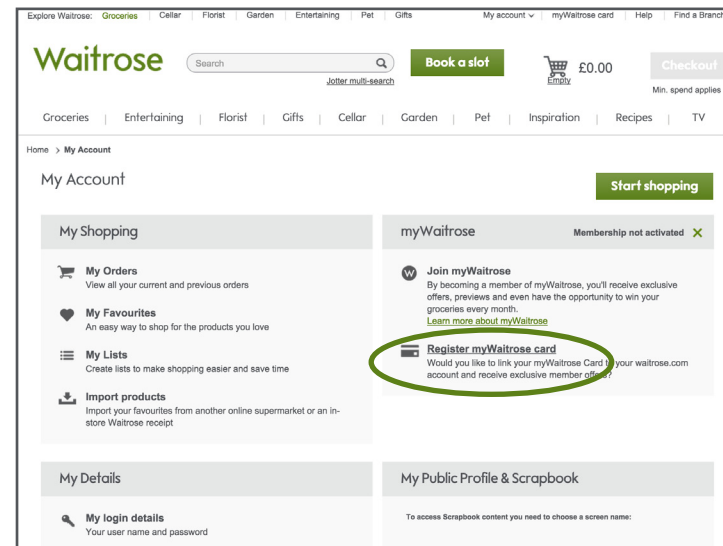 Explore Waitrose: Groceries Cellar Florist Garden Entertaining Pet Gifts My account myWaitrose card Help Find a Branch
Waitrose Search Book a slot £0.00 Checkout
Jotter multi-search Empty Min. spend applies
Groceries Entertaining Florist Gifts Cellar Garden Pet Inspiration Recipes TV
Home > My Account
My Account
Start shopping
My Shopping
My Orders
View all your current and previous orders
My Favourites
An easy way to shop for the products you love
My Lists
Create lists to make shopping easier and save time
Import products
Import your favourites from another online supermarket or an in-
store Waitrose receipt
myWaitrose Membership not activated
W
Join myWaitrose
By becoming a member of myWaitrose, you'll receive exclusive
offers, previews and even have the opportunity to win your
groceries every month.
Learn more about myWaitrose
Register myWaitrose card
Would you like to link your myWaitrose Card to your waitrose.com
account and receive exclusive member offers?
My Details
My login details
Your user name and password
My Public Profile & Scrapbook
To access Scrapbook content you need to choose a screen name: